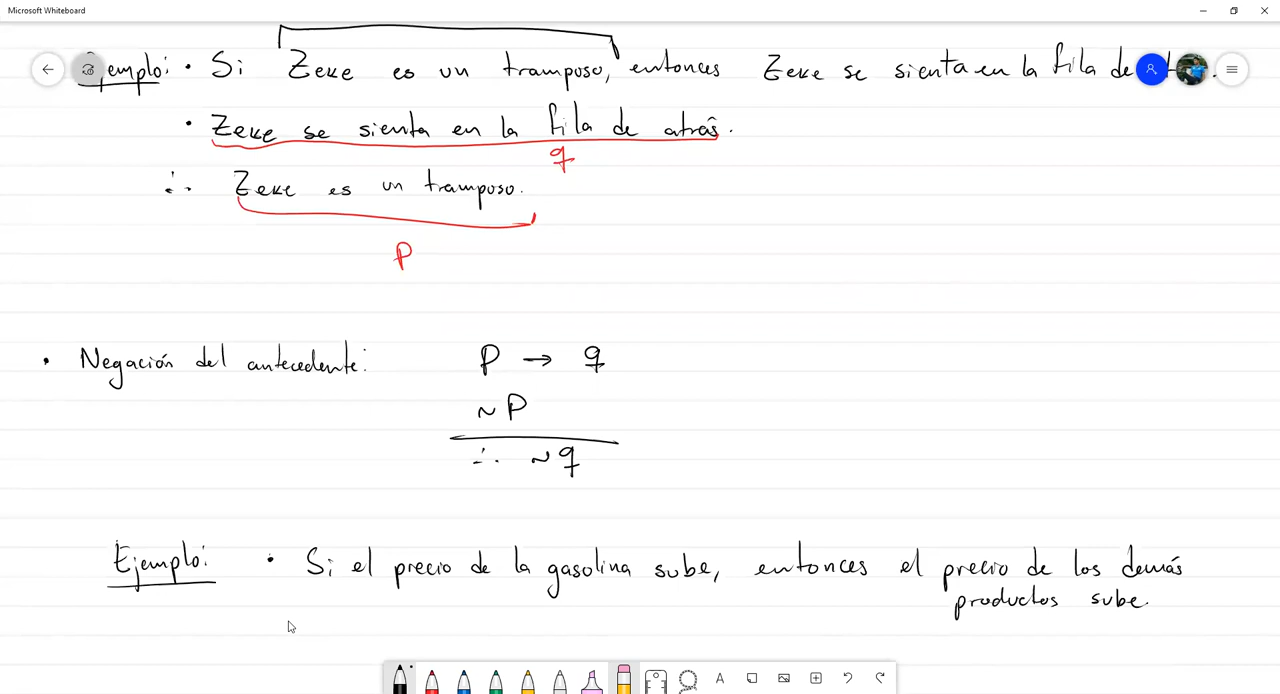 Microsoft Whiteboard
Ejemplo: • Si Zeke es un tramposo, entonces Zeke se sienta en la fila de
• Zeke se sienta en la fila de atrás.
q
∴ Zeke es un tramposo.
p
• Negación del antecedente: p → q
~p
∴ ~q
Ejemplo: • Si el precio de la gasolina sube, entonces el precio de los demás
productos sube.
A